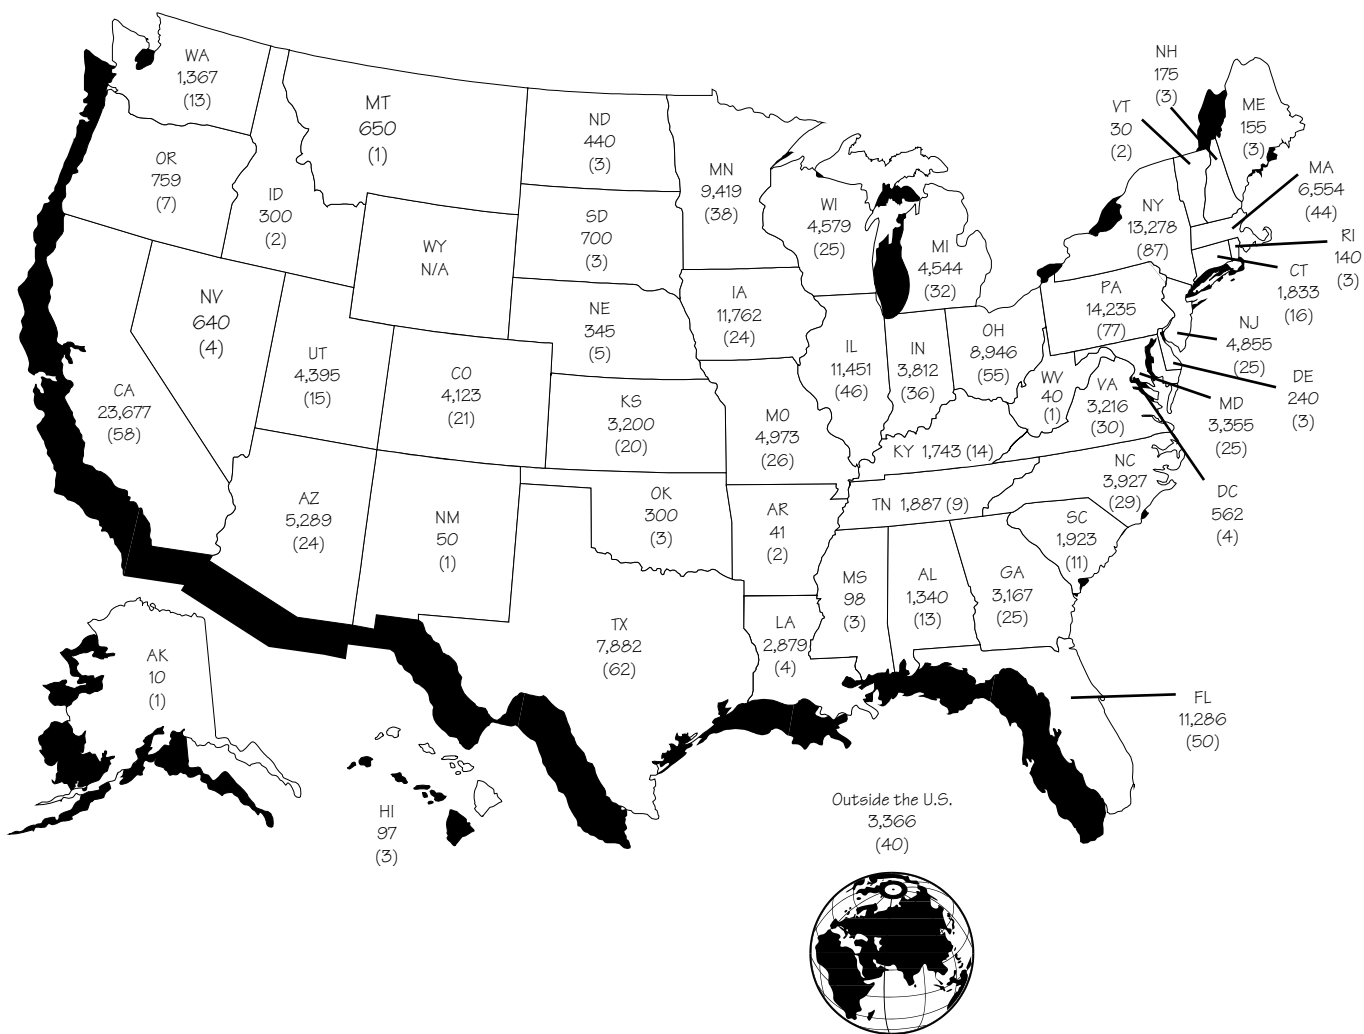 WA
1,367
(13)
OR
759
(7)
ID
300
(2)
MT
650
(1)
WY
N/A
ND
440
(3)
SD
700
(3)
NE
345
(5)
KS
3,200
(20)
OK
300
(3)
TX
7,882
(62)
NM
50
(1)
AZ
5,289
(24)
CO
4,123
(21)
UT
4,395
(15)
NV
640
(4)
CA
23,677
(58)
AK
10
(1)
HI
97
(3)
MN
9,419
(38)
IA
11,762
(24)
MO
4,973
(26)
AR
41
(2)
LA
2,879
(4)
WI
4,579
(25)
IL
11,451
(46)
MI
4,544
(32)
IN
3,812
(36)
OH
8,946
(55)
KY 1,743 (14)
TN 1,887 (9)
MS
98
(3)
AL
1,340
(13)
GA
3,167
(25)
FL
11,286
(50)
SC
1,923
(11)
NC
3,927
(29)
VA
3,216
(30)
WV
40
(1)
PA
14,235
(77)
NY
13,278
(87)
VT
30
(2)
NH
175
(3)
ME
155
(3)
MA
6,554
(44)
RI
140
(3)
CT
1,833
(16)
NJ
4,855
(25)
DE
240
(3)
MD
3,355
(25)
DC
562
(4)
Outside the U.S.
3,366
(40)